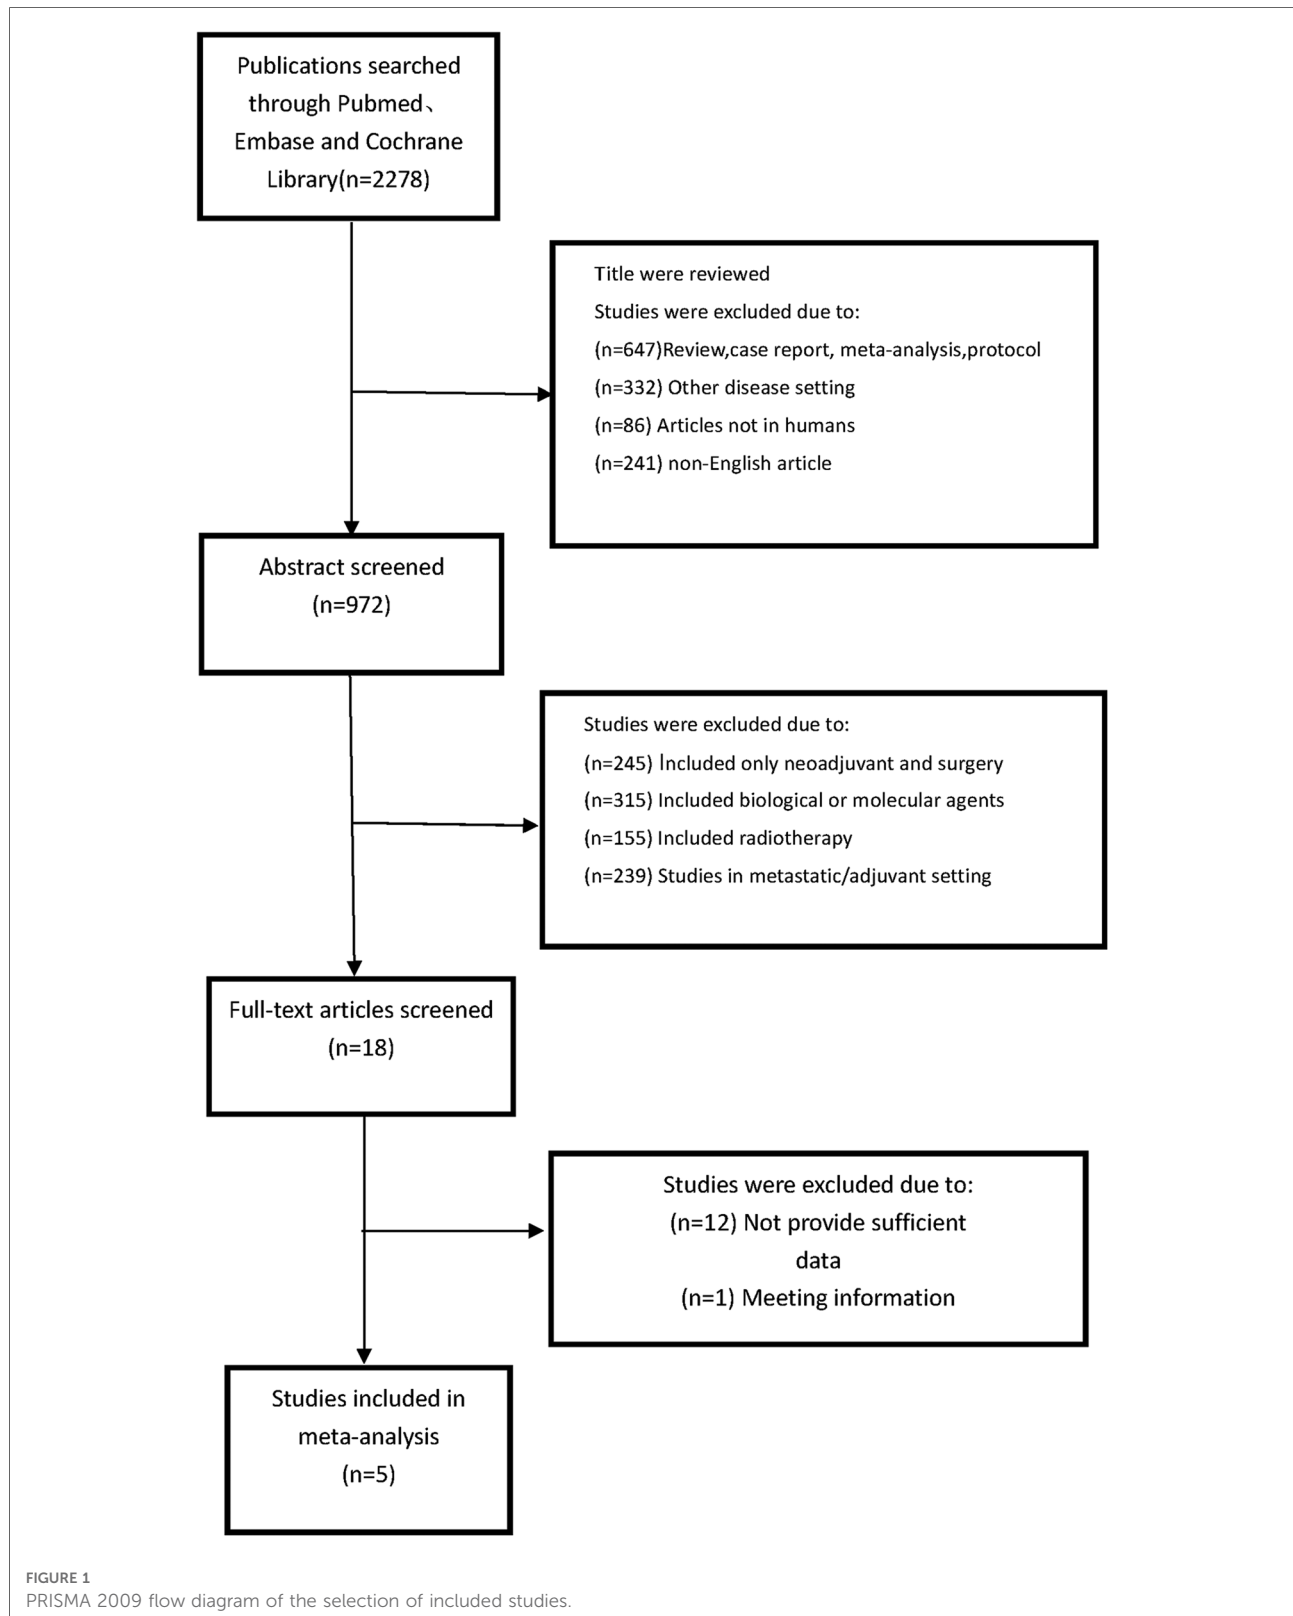 Publications searched
through Pubmed、
Embase and Cochrane
Library(n=2278)
Title were reviewed
Studies were excluded due to:
(n=647)Review,case report, meta-analysis,protocol
(n=332) Other disease setting
(n=86) Articles not in humans
(n=241) non-English article
Abstract screened
(n=972)
Studies were excluded due to:
(n=245) Included only neoadjuvant and surgery
(n=315) Included biological or molecular agents
(n=155) Included radiotherapy
(n=239) Studies in metastatic/adjuvant setting
Full-text articles screened
(n=18)
Studies were excluded due to:
(n=12) Not provide sufficient
data
(n=1) Meeting information
Studies included in
meta-analysis
(n=5)
FIGURE 1
PRISMA 2009 flow diagram of the selection of included studies.